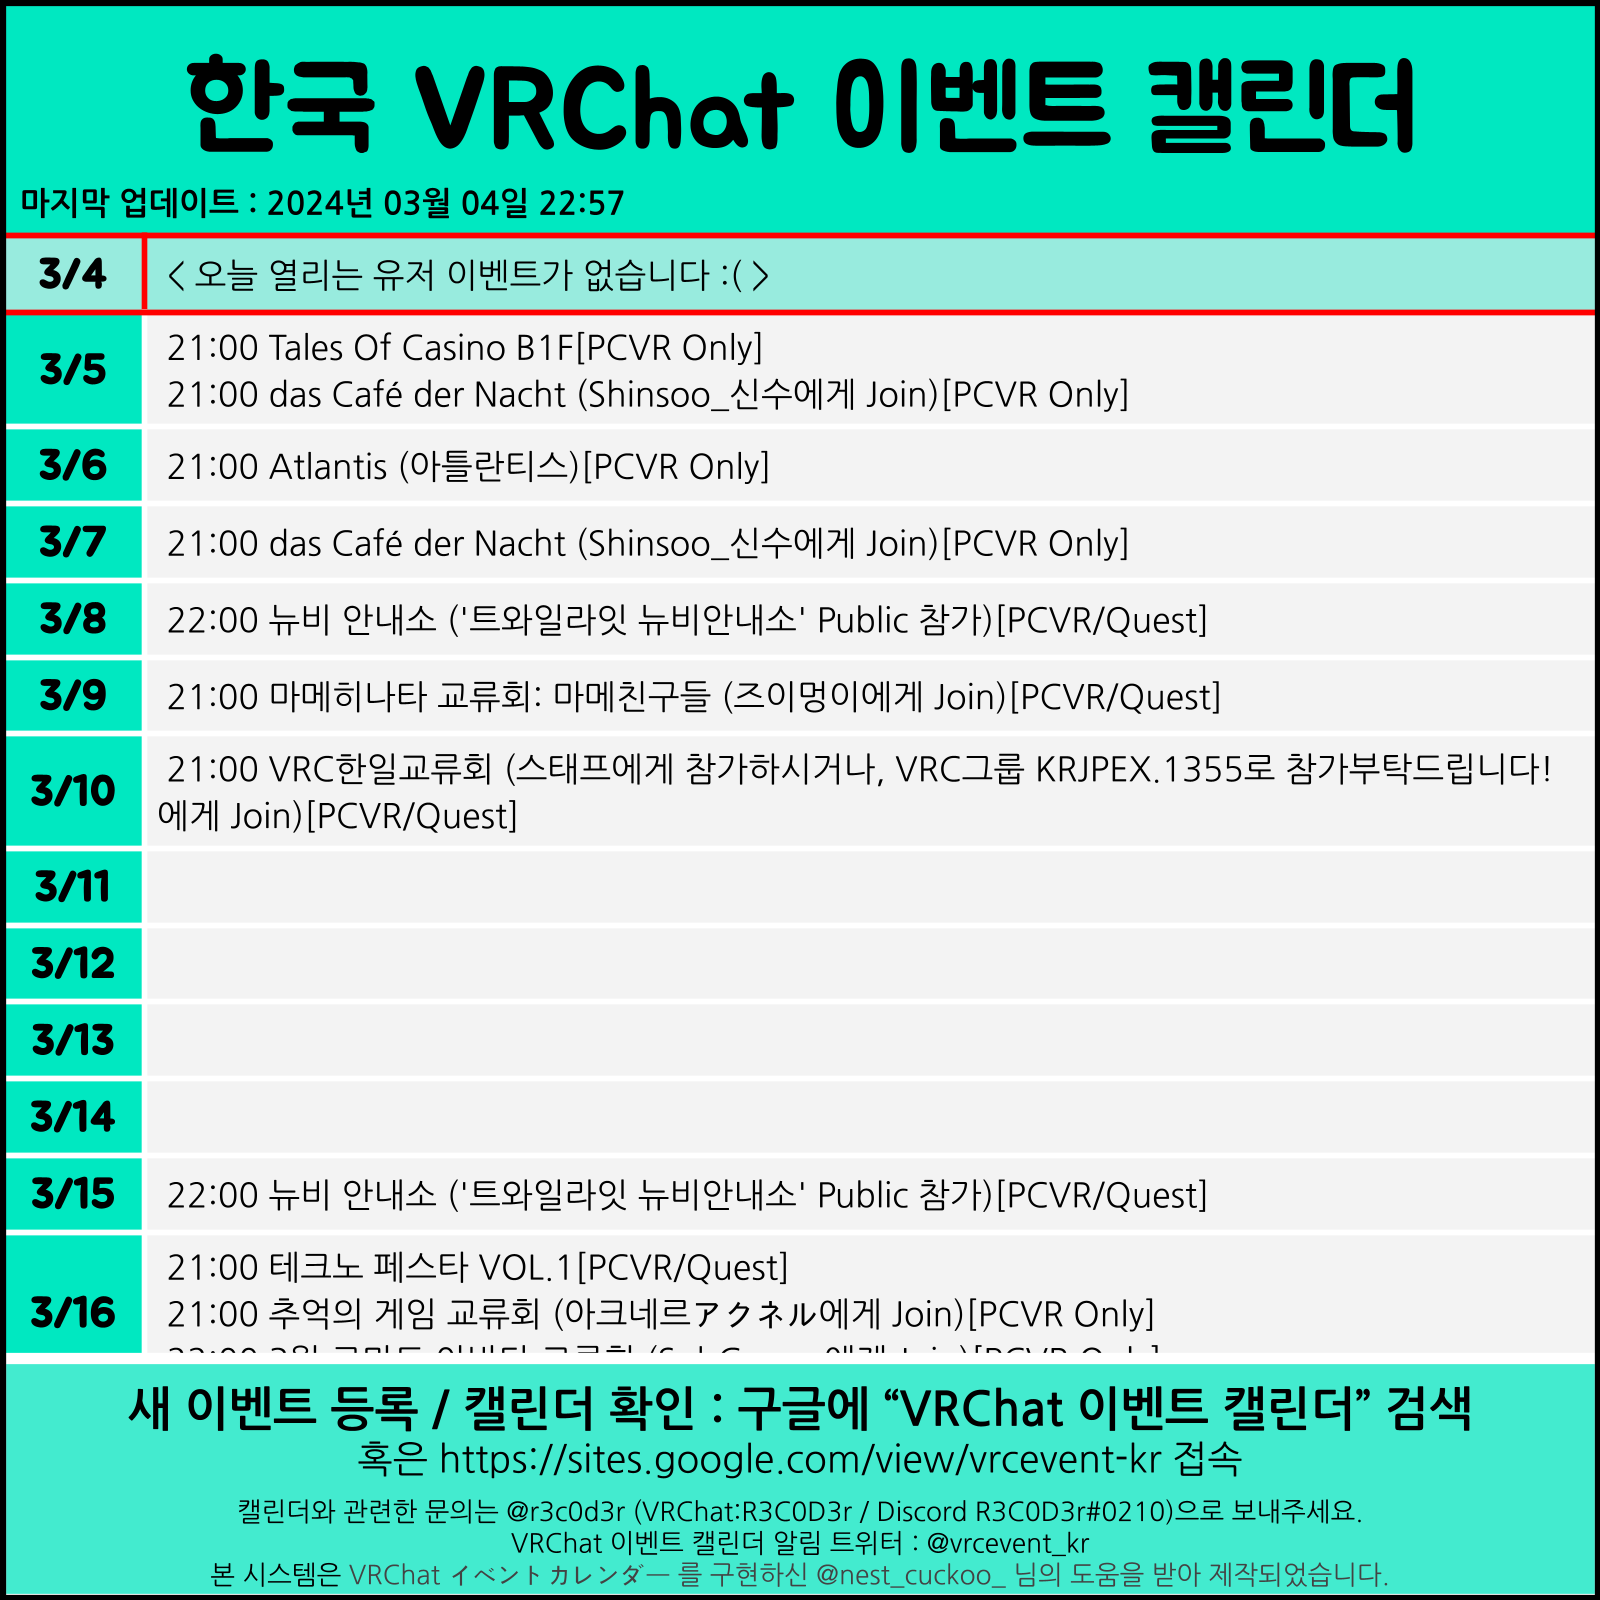 한국 VRChat 이벤트 캘린더
마지막 업데이트 : 2024년 03월 04일 22:57
3/4 < 오늘 열리는 유저 이벤트가 없습니다 :( >
3/5
21:00 Tales Of Casino B1F[PCVR Only]
21:00 das Café der Nacht (Shinsoo_신수에게 Join)[PCVR Only]
3/6 21:00 Atlantis (아틀란티스)[PCVR Only]
3/7 21:00 das Café der Nacht (Shinsoo_신수에게 Join)[PCVR Only]
3/8 22:00 뉴비 안내소 ('트와일라잇 뉴비안내소' Public 참가)[PCVR/Quest]
3/9 21:00 마메히나타 교류회: 마메친구들 (즈이멍이에게 Join)[PCVR/Quest]
3/10
21:00 VRC한일교류회 (스태프에게 참가하시거나, VRC그룹 KRJPEX.1355로 참가부탁드립니다!
에게 Join)[PCVR/Quest]
3/11
3/12
3/13
3/14
3/15 22:00 뉴비 안내소 ('트와일라잇 뉴비안내소' Public 참가)[PCVR/Quest]
3/16
21:00 테크노 페스타 VOL.1[PCVR/Quest]
21:00 추억의 게임 교류회 (아크네르アクネル에게 Join)[PCVR Only]
새 이벤트 등록 / 캘린더 확인 : 구글에 “VRChat 이벤트 캘린더” 검색
혹은 https://sites.google.com/view/vrcevent-kr 접속
캘린더와 관련한 문의는 @r3c0d3r (VRChat:R3C0D3r / Discord R3C0D3r#0210)으로 보내주세요.
VRChat 이벤트 캘린더 알림 트위터 : @vrcevent_kr
본 시스템은 VRChat イベントカレンダー 를 구현하신 @nest_cuckoo_ 님의 도움을 받아 제작되었습니다.